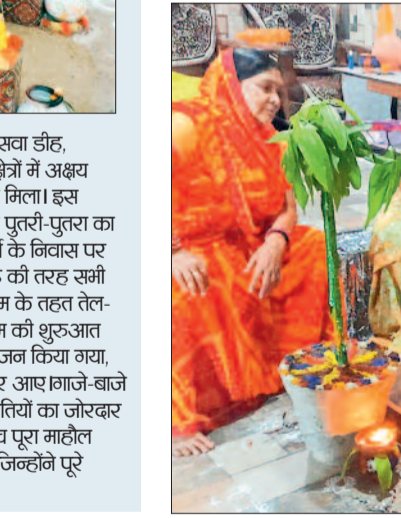 सवा डीह,
क्षेत्रों में अक्षय
मिला। इस
पुतरी-पुतरा का
के निवास पर
की तरह सभी
म के तहत तेल-
म की शुरुआत
जन किया गया,
र आए।गाजे-बाजे
तियों का जोरदार
च पूरा माहौल
जिन्होंने पूरे